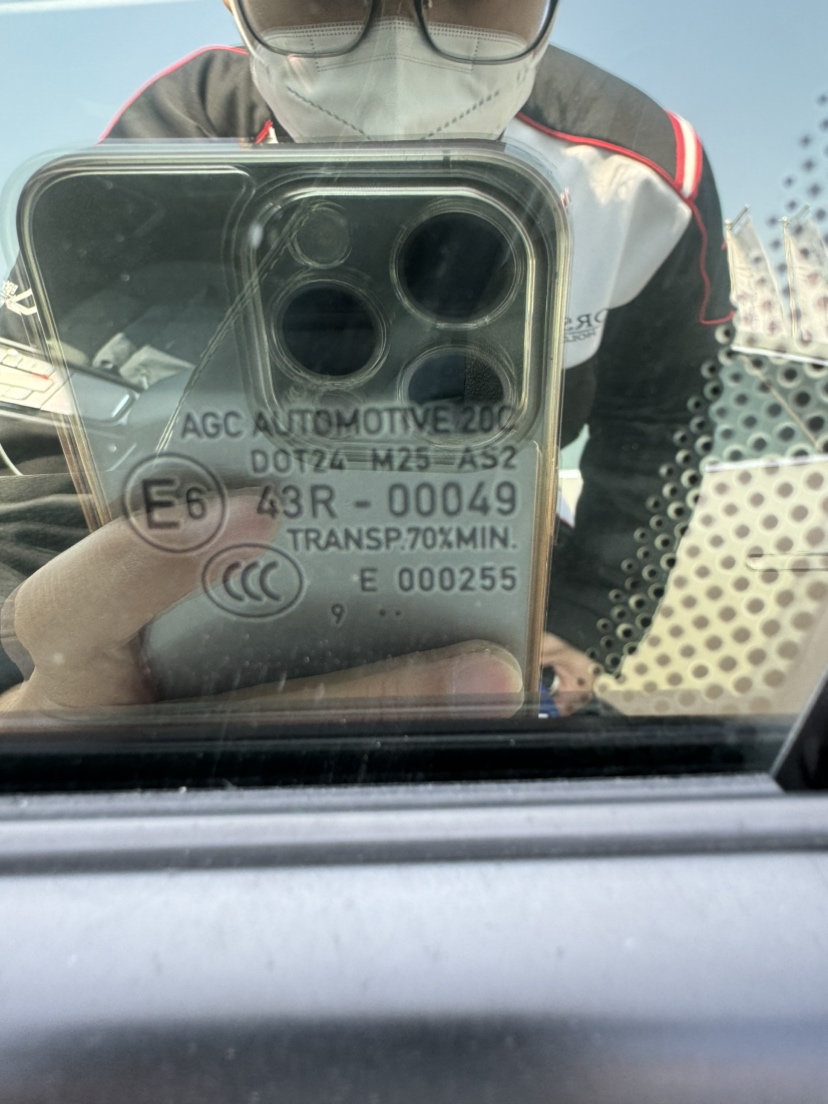 AGC AUTOMOTIVE 20C
DOT24 M25 AS2
E6 43R - 00049
TRANSP.70%MIN.
CCC E 000255
9 ··